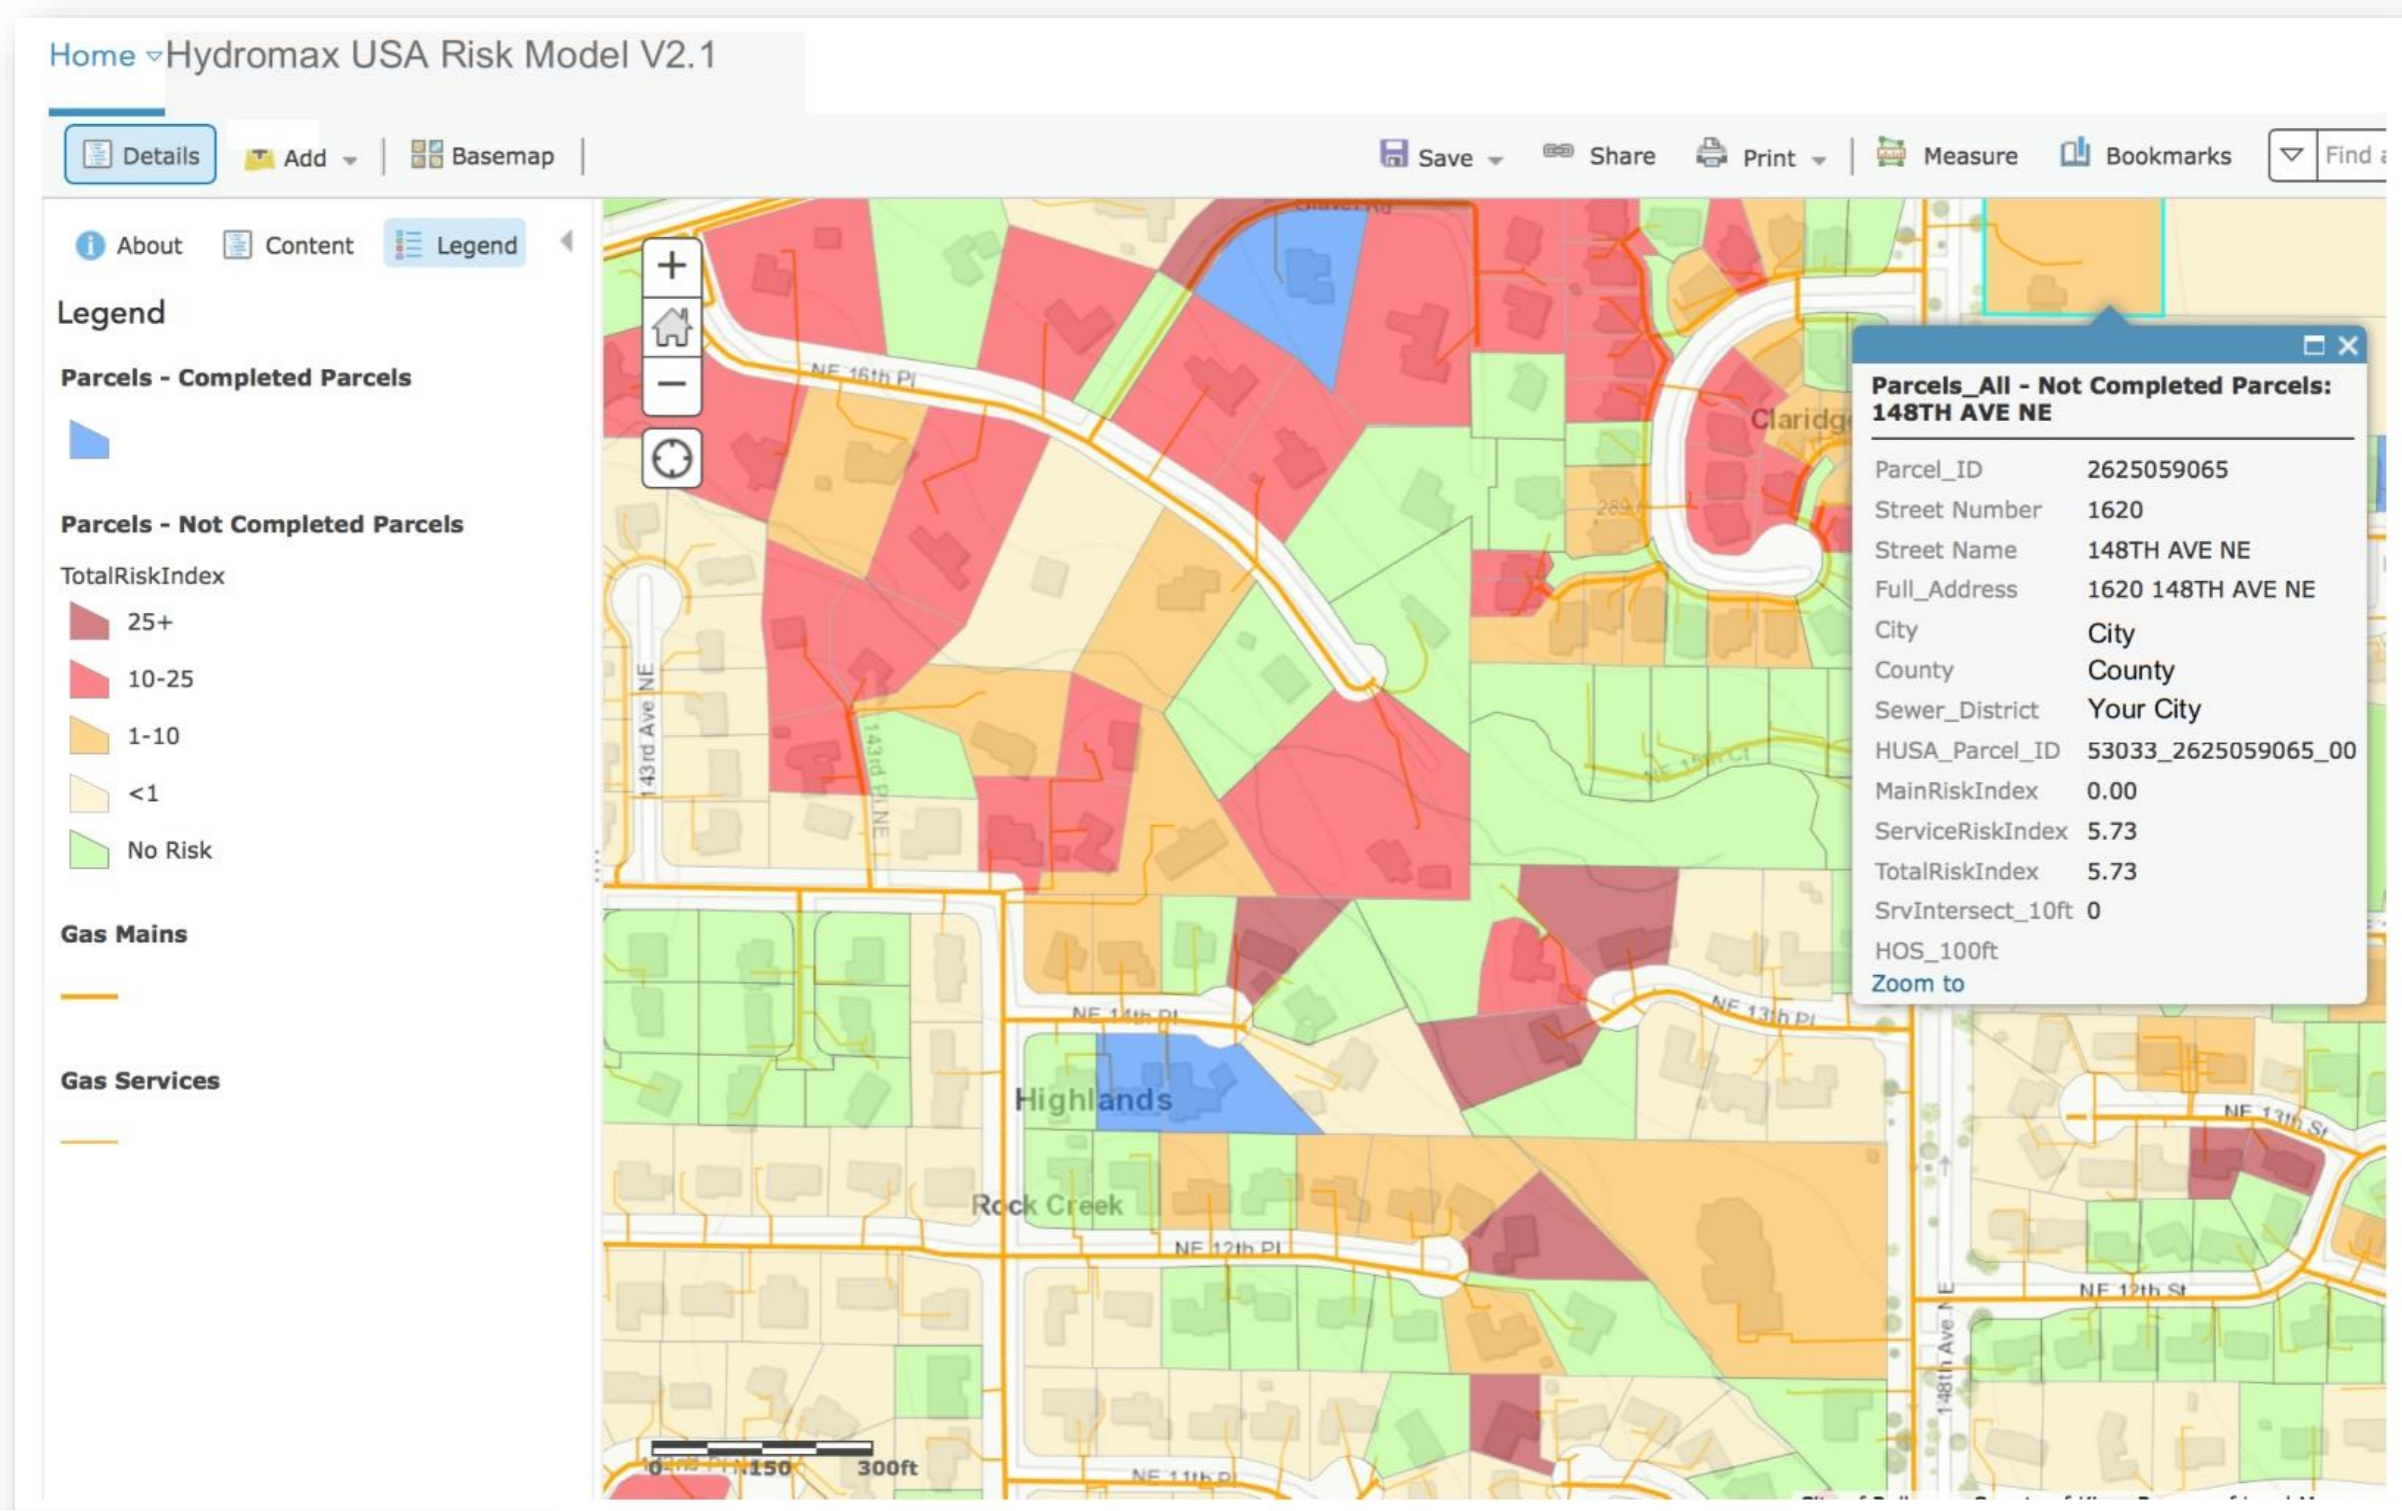 Home Hydromax USA Risk Model V2.1
Details Add Basemap Save Share Print Measure Bookmarks Find
About Content Legend
Legend
Parcels - Completed Parcels
Parcels - Not Completed Parcels
TotalRiskIndex
25+
10-25
1-10
<1
No Risk
Gas Mains
Gas Services
NE 16th Pl
Claridg
289
143rd Ave NE
143rd Pl NE
NE 15th Ct
NE 14th Pl
NE 13th Pl
Highlands
Rock Creek
NE 12th Pl
NE 13th St
NE 12th St
148th Ave NE
NE 11th Pl
0 150 300ft
Parcels_All - Not Completed Parcels:
148TH AVE NE
Parcel_ID 2625059065
Street Number 1620
Street Name 148TH AVE NE
Full_Address 1620 148TH AVE NE
City City
County County
Sewer_District Your City
HUSA_Parcel_ID 53033_2625059065_00
MainRiskIndex 0.00
ServiceRiskIndex 5.73
TotalRiskIndex 5.73
SrvIntersect_10ft 0
HOS_100ft
Zoom to